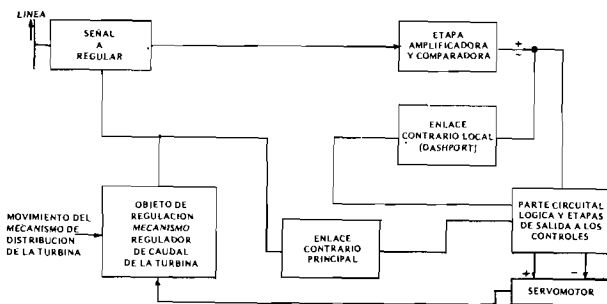 LINEA
SEÑAL
A
REGULAR
ETAPA
AMPLIFICADORA
Y COMPARADORA
+
-
ENLACE
CONTRARIO LOCAL
(DASHPORT)
MOVIMIENTO DEL
MECANISMO DE
DISTRIBUCION
DE LA TURBINA
OBJETO DE
REGULACION
MECANISMO
REGULADOR
DE CAUDAL
DE LA TURBINA
ENLACE
CONTRARIO
PRINCIPAL
PARTE CIRCUITAL
LOGICA Y ETAPAS
DE SALIDA A LOS
CONTROLES
+
-
SERVOMOTOR